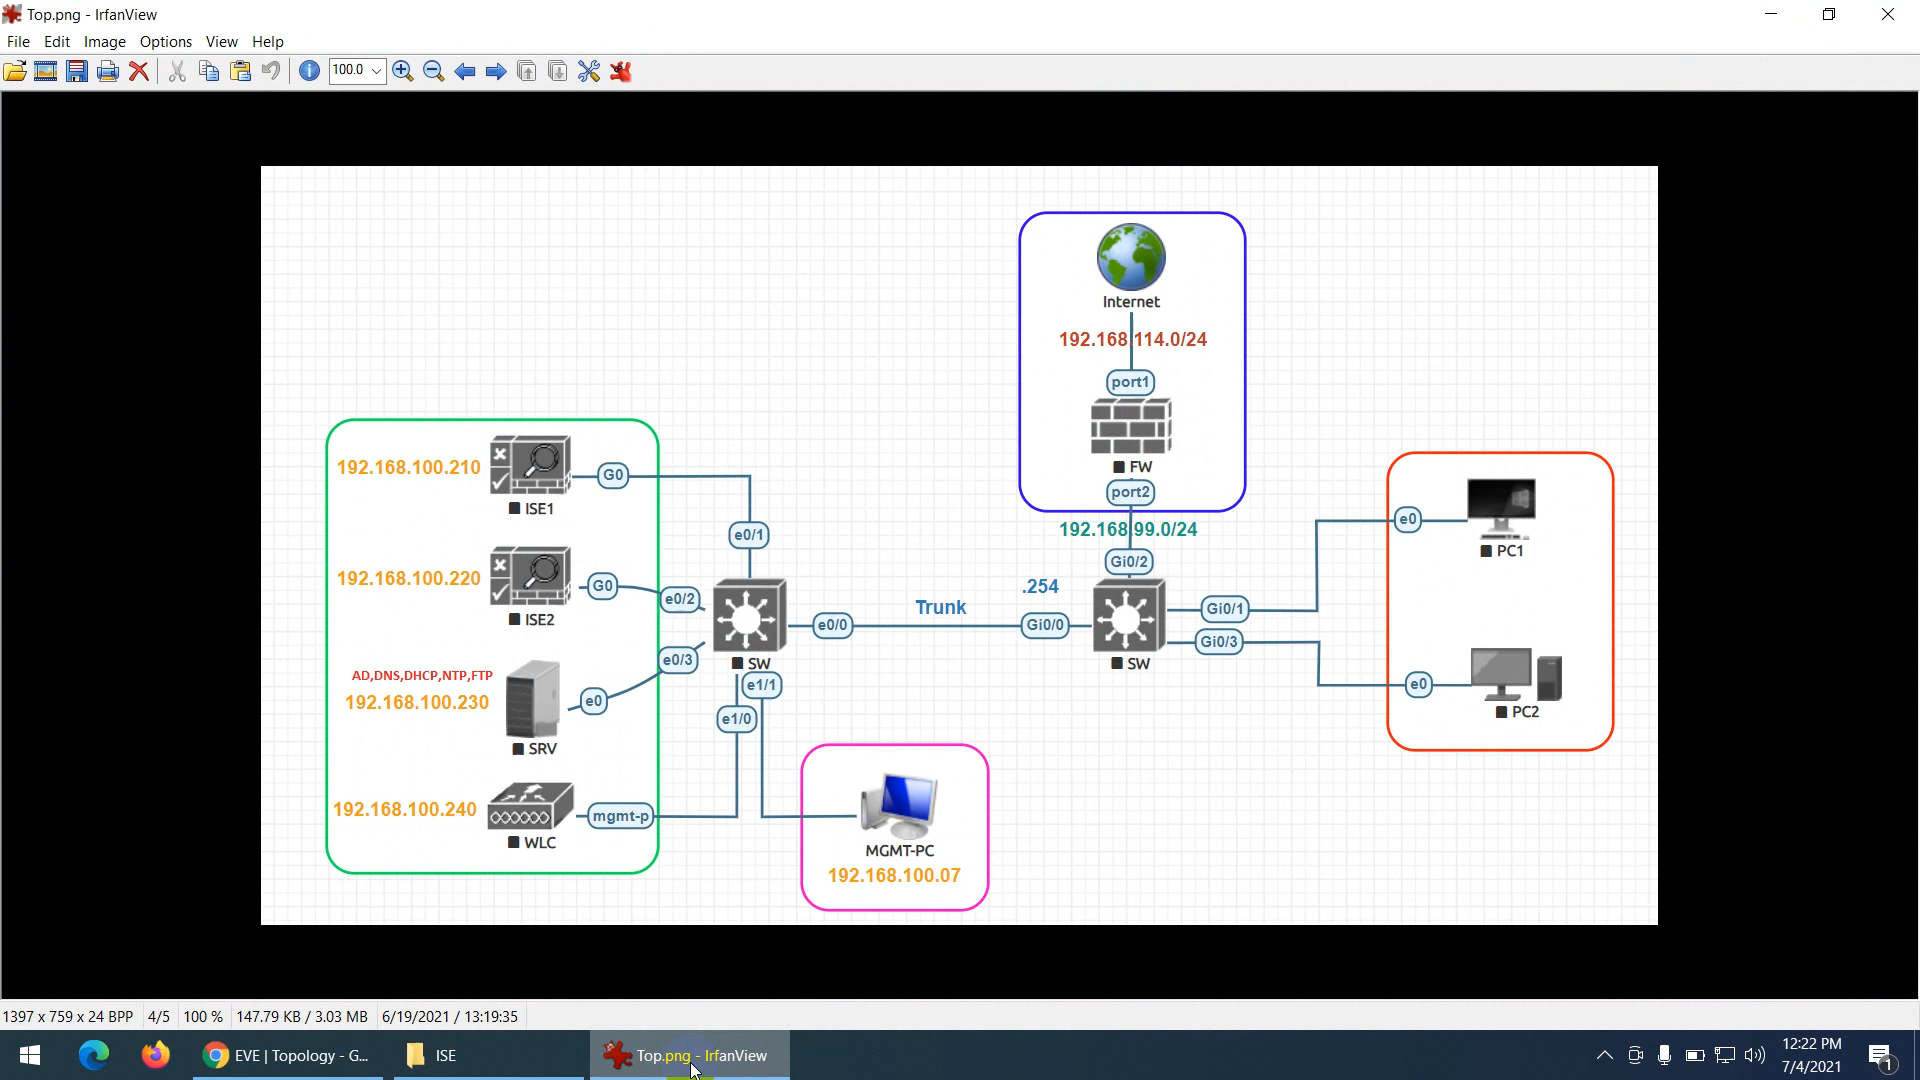 Top.png - IrfanView
File Edit Image Options View Help
100.0
Internet
192.168.114.0/24
port1
FW
port2
192.168.99.0/24
Gi0/2
192.168.100.210
G0
ISE1
e0/1
192.168.100.220
G0
e0/2
ISE2
AD,DNS,DHCP,NTP,FTP
192.168.100.230
e0
e0/3
SRV
192.168.100.240
mgmt-p
WLC
SW
e0/0
e1/1
e1/0
Trunk
.254
Gi0/0
SW
Gi0/1
Gi0/3
e0
PC1
e0
PC2
MGMT-PC
192.168.100.07
1397 x 759 x 24 BPP 4/5 100 % 147.79 KB / 3.03 MB 6/19/2021 / 13:19:35
EVE | Topology - G...
ISE
Top.png - IrfanView
12:22 PM
7/4/2021
1